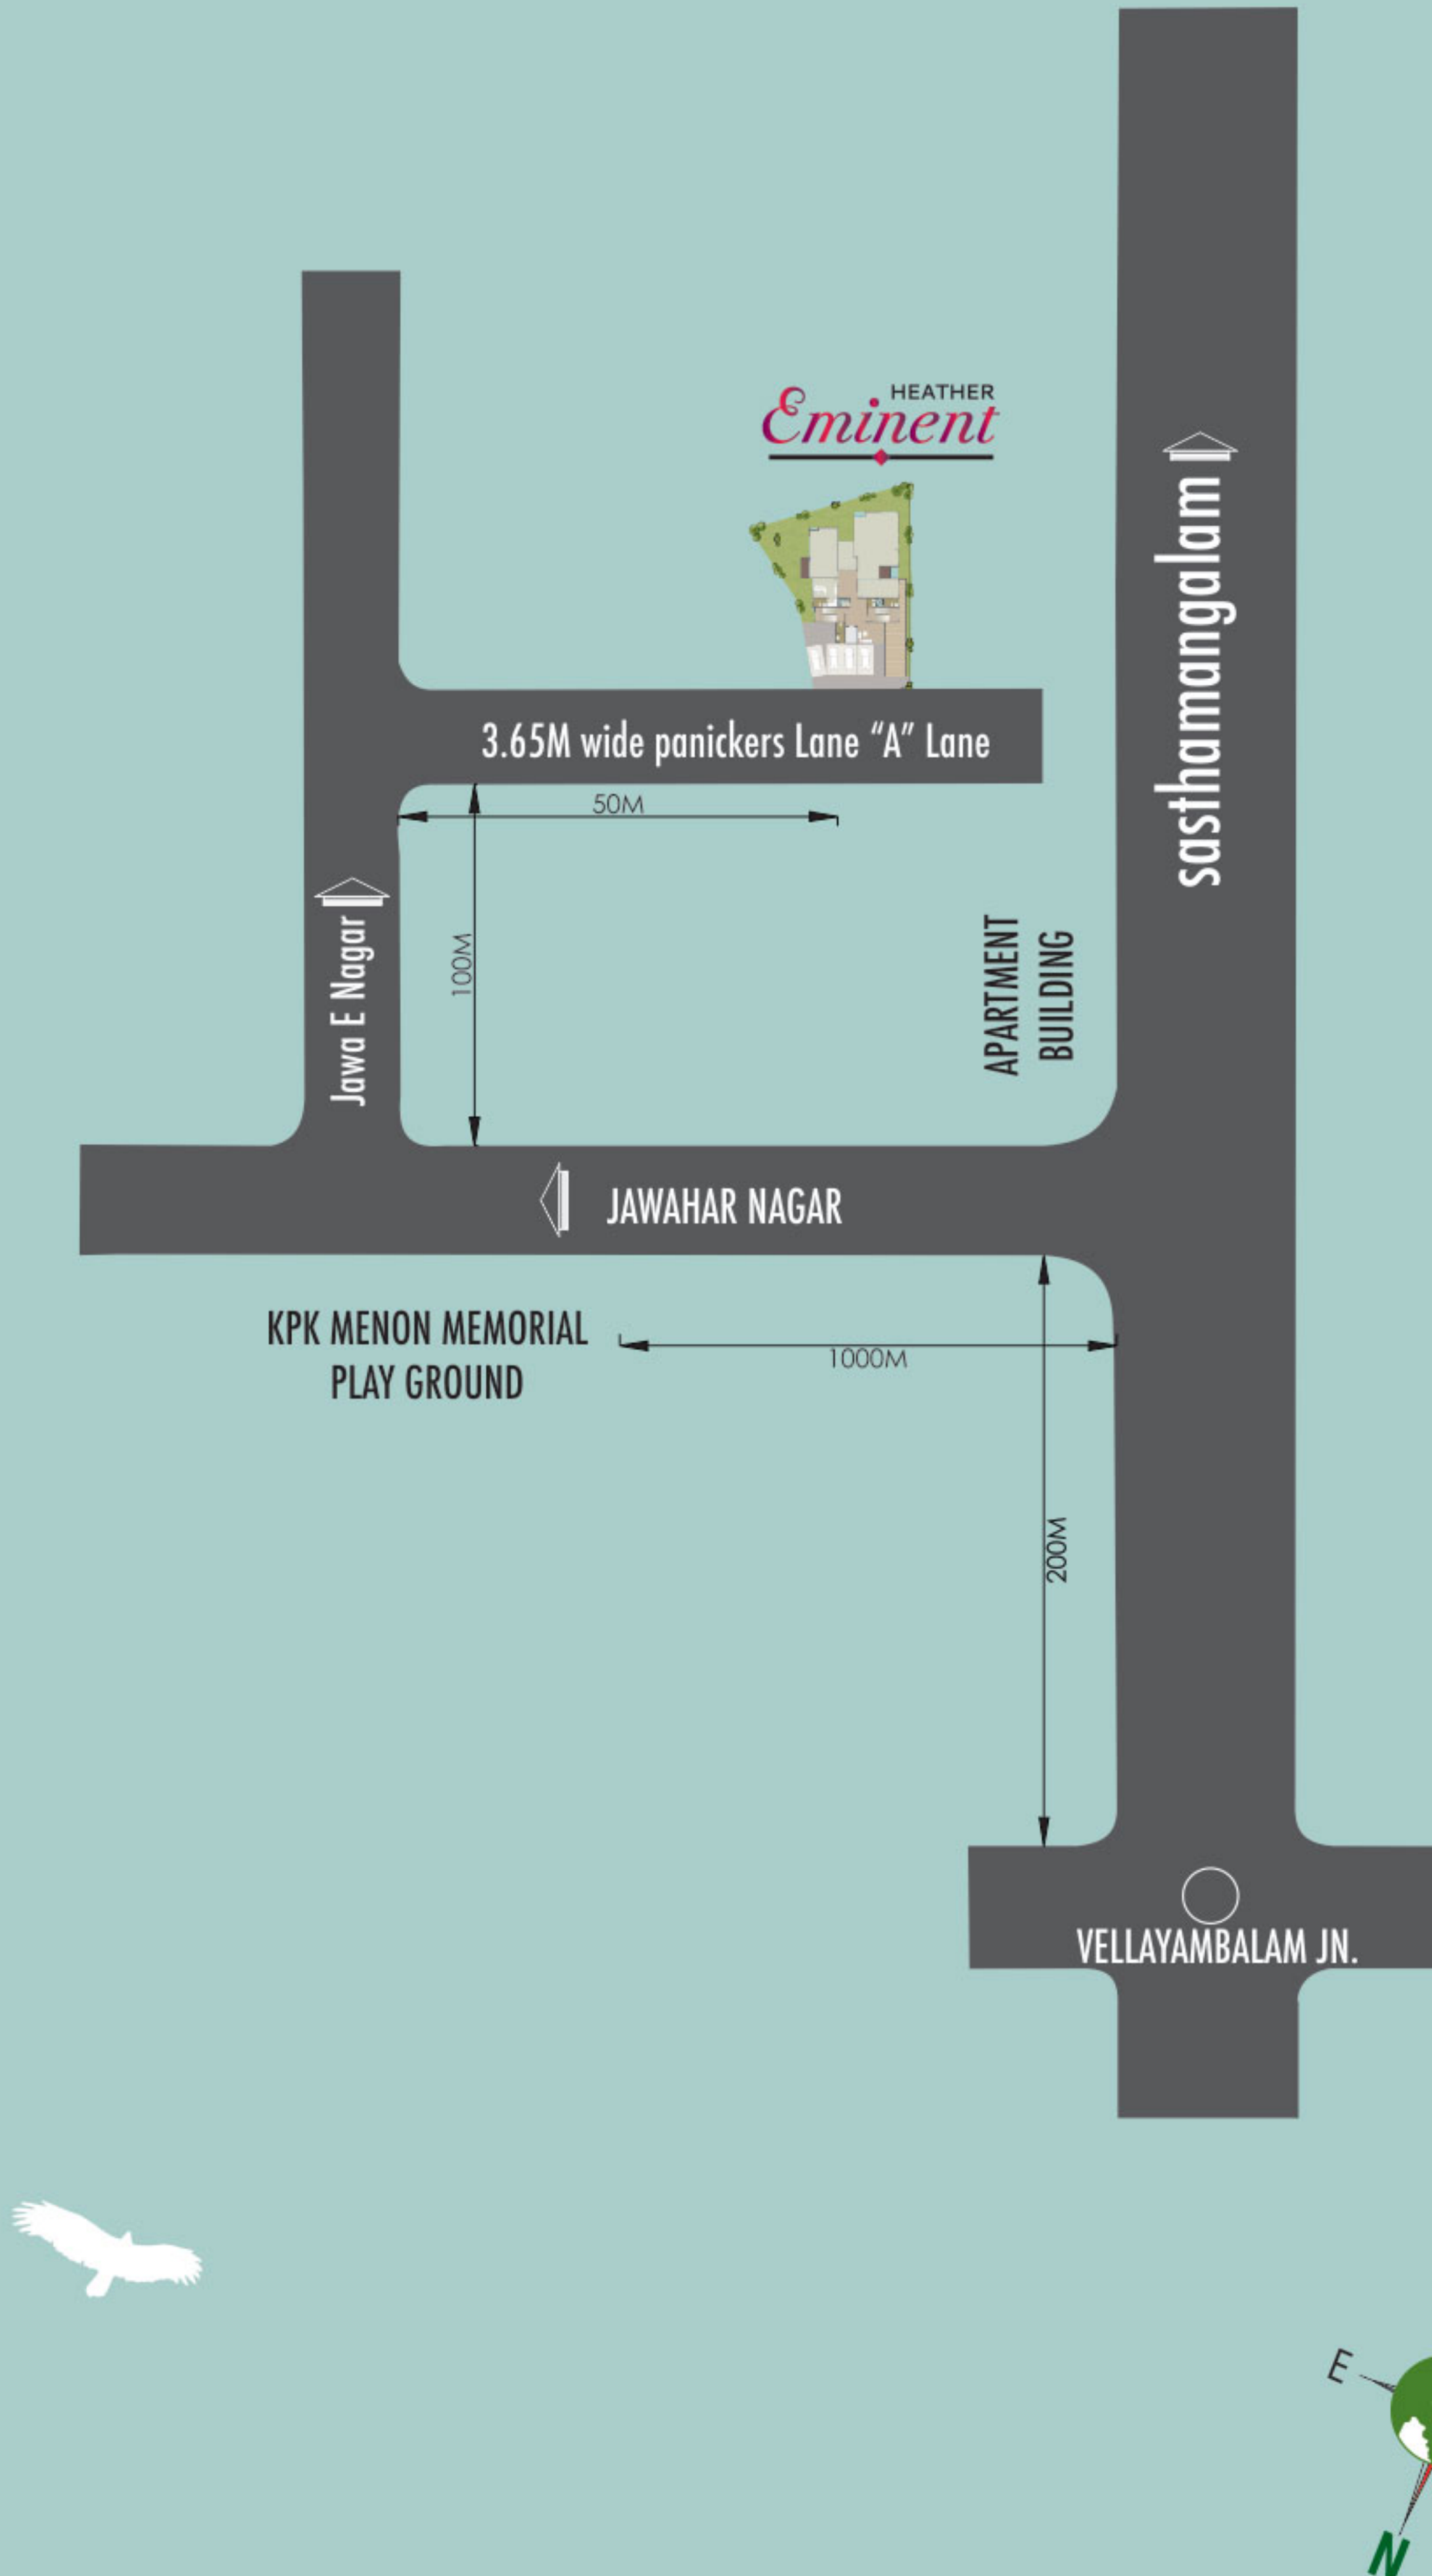 HEATHER
Eminent
sasthamangalam
3.65M wide panickers Lane “A” Lane
50M
100M
Jawa E Nagar
APARTMENT
BUILDING
JAWAHAR NAGAR
KPK MENON MEMORIAL
PLAY GROUND
1000M
200M
VELLAYAMBALAM JN.
E
N